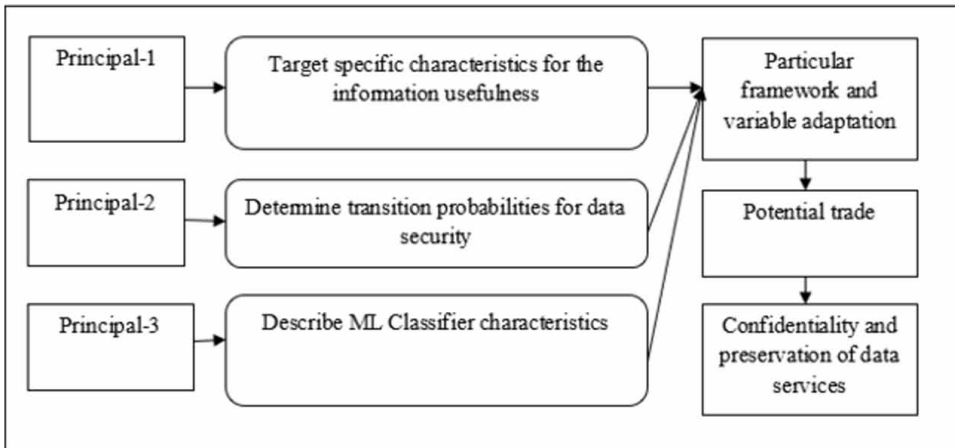 Principal-1
Target specific characteristics for the
information usefulness
Particular
framework and
variable adaptation
Principal-2
Determine transition probabilities for data
security
Potential trade
Principal-3
Describe ML Classifier characteristics
Confidentiality and
preservation of data
services